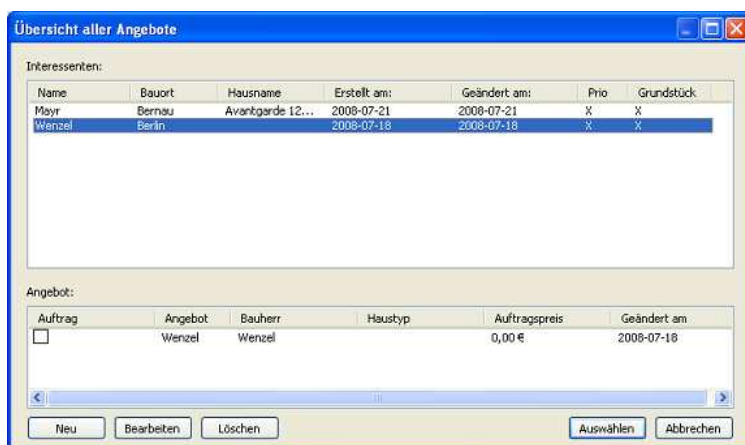 Übersicht aller Angebote
Interessenten:
Name Bauort Hausname Erstellt am: Geändert am: Prio Grundstück
Mayr Bernau Avantgarde 12... 2008-07-21 2008-07-21 X X
Wenzel Berlin 2008-07-18 2008-07-18 X X
Angebot:
Auftrag Angebot Bauherr Haustyp Auftragspreis Geändert am
Wenzel Wenzel 0,00 € 2008-07-18
Neu Bearbeiten Löschen Auswählen Abbrechen